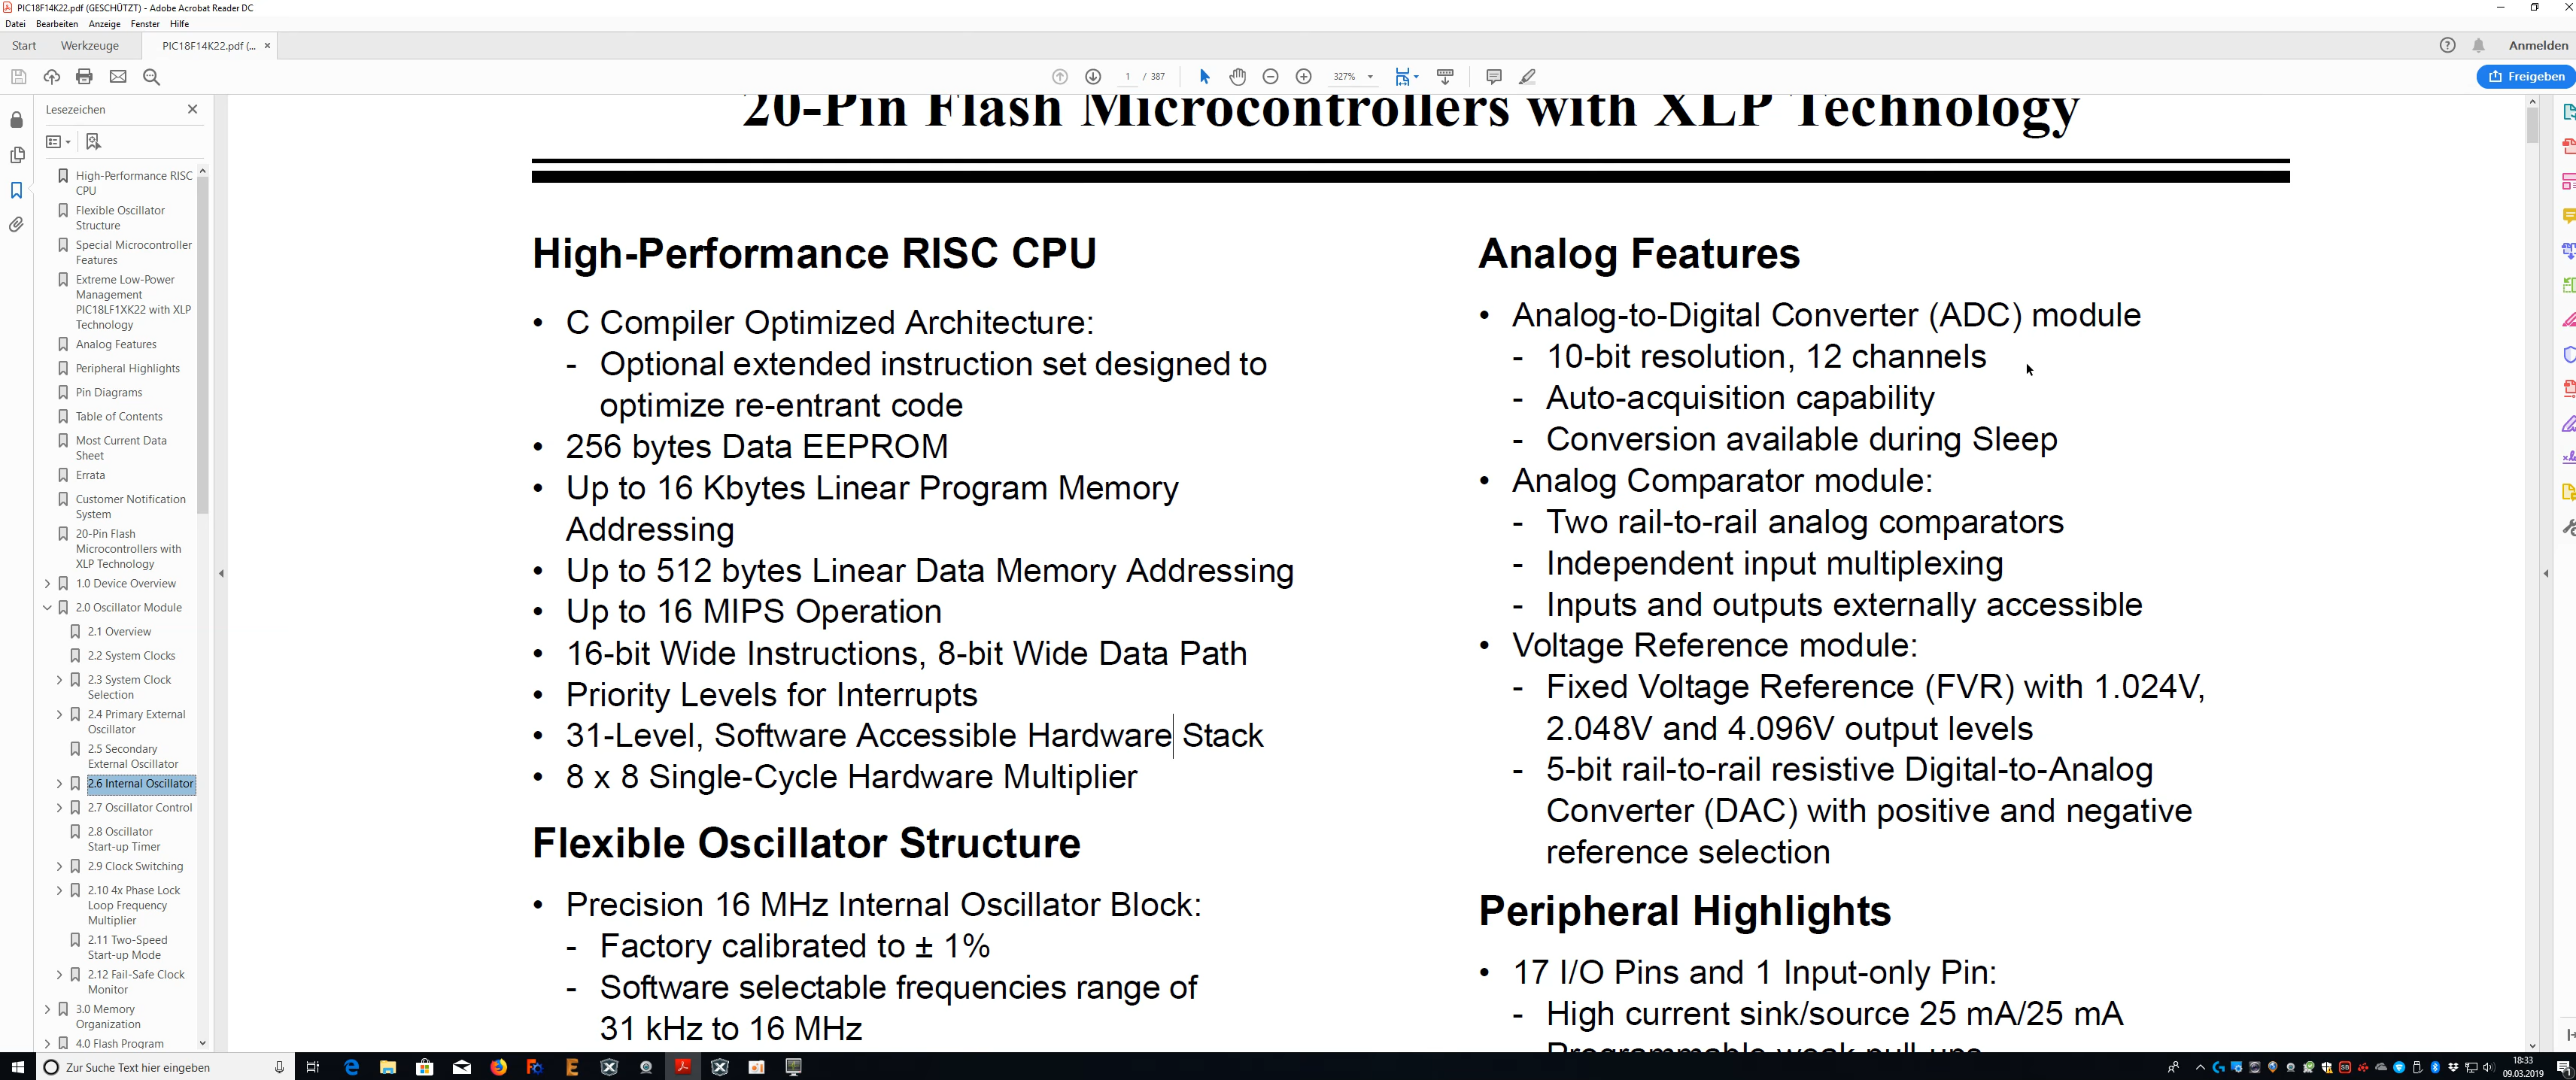 PIC18F14K22.pdf (GESCHÜTZT) - Adobe Acrobat Reader DC
Datei Bearbeiten Anzeige Fenster Hilfe
Start Werkzeuge PIC18F14K22.pdf (... × Anmelden
1 / 387 327% Freigeben
Lesezeichen
High-Performance RISC
CPU
Flexible Oscillator
Structure
Special Microcontroller
Features
Extreme Low-Power
Management
PIC18LF1XK22 with XLP
Technology
Analog Features
Peripheral Highlights
Pin Diagrams
Table of Contents
Most Current Data
Sheet
Errata
Customer Notification
System
20-Pin Flash
Microcontrollers with
XLP Technology
1.0 Device Overview
2.0 Oscillator Module
2.1 Overview
2.2 System Clocks
2.3 System Clock
Selection
2.4 Primary External
Oscillator
2.5 Secondary
External Oscillator
2.6 Internal Oscillator
2.7 Oscillator Control
2.8 Oscillator
Start-up Timer
2.9 Clock Switching
2.10 4x Phase Lock
Loop Frequency
Multiplier
2.11 Two-Speed
Start-up Mode
2.12 Fail-Safe Clock
Monitor
3.0 Memory
Organization
4.0 Flash Program
20-Pin Flash Microcontrollers with XLP Technology
High-Performance RISC CPU
• C Compiler Optimized Architecture:
- Optional extended instruction set designed to
optimize re-entrant code
• 256 bytes Data EEPROM
• Up to 16 Kbytes Linear Program Memory
Addressing
• Up to 512 bytes Linear Data Memory Addressing
• Up to 16 MIPS Operation
• 16-bit Wide Instructions, 8-bit Wide Data Path
• Priority Levels for Interrupts
• 31-Level, Software Accessible Hardware Stack
• 8 x 8 Single-Cycle Hardware Multiplier
Flexible Oscillator Structure
• Precision 16 MHz Internal Oscillator Block:
- Factory calibrated to ± 1%
- Software selectable frequencies range of
31 kHz to 16 MHz
Analog Features
• Analog-to-Digital Converter (ADC) module
- 10-bit resolution, 12 channels
- Auto-acquisition capability
- Conversion available during Sleep
• Analog Comparator module:
- Two rail-to-rail analog comparators
- Independent input multiplexing
- Inputs and outputs externally accessible
• Voltage Reference module:
- Fixed Voltage Reference (FVR) with 1.024V,
2.048V and 4.096V output levels
- 5-bit rail-to-rail resistive Digital-to-Analog
Converter (DAC) with positive and negative
reference selection
Peripheral Highlights
• 17 I/O Pins and 1 Input-only Pin:
- High current sink/source 25 mA/25 mA
- Programmable weak pull-ups
Zur Suche Text hier eingeben
18:33
09.03.2019